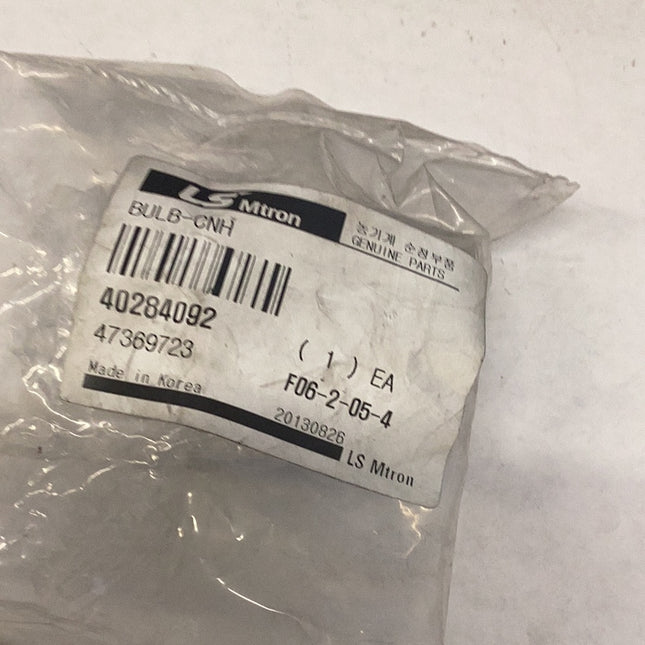 LS Mtron
농기계 순정부품
GENUINE PARTS
BULB-CNH
40284092
47369723
( 1 ) EA
F06-2-05-4
Made in Korea
20130826
LS Mtron